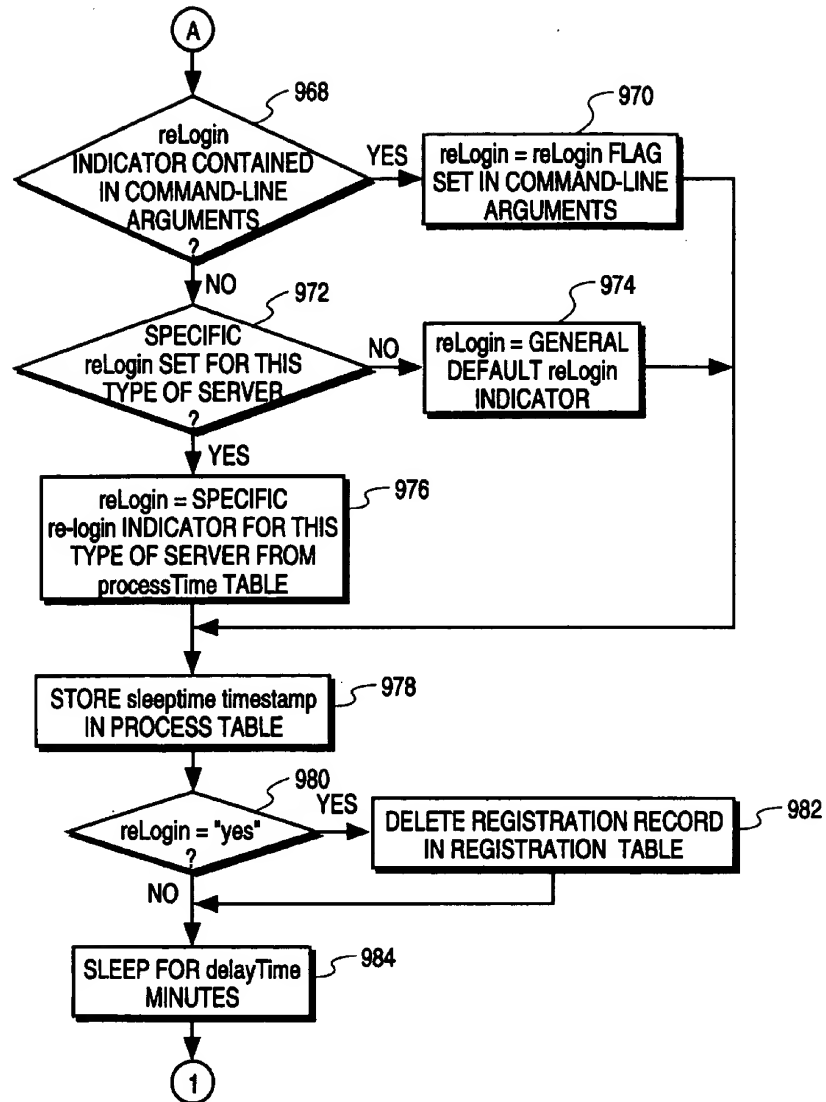 A
968
reLogin
INDICATOR CONTAINED
IN COMMAND-LINE
ARGUMENTS
?
YES
970
reLogin = reLogin FLAG
SET IN COMMAND-LINE
ARGUMENTS
NO
972
SPECIFIC
reLogin SET FOR THIS
TYPE OF SERVER
?
NO
974
reLogin = GENERAL
DEFAULT reLogin
INDICATOR
YES
976
reLogin = SPECIFIC
re-login INDICATOR FOR THIS
TYPE OF SERVER FROM
processTime TABLE
978
STORE sleeptime timestamp
IN PROCESS TABLE
980
reLogin = "yes"
?
YES
982
DELETE REGISTRATION RECORD
IN REGISTRATION TABLE
NO
984
SLEEP FOR delayTime
MINUTES
1